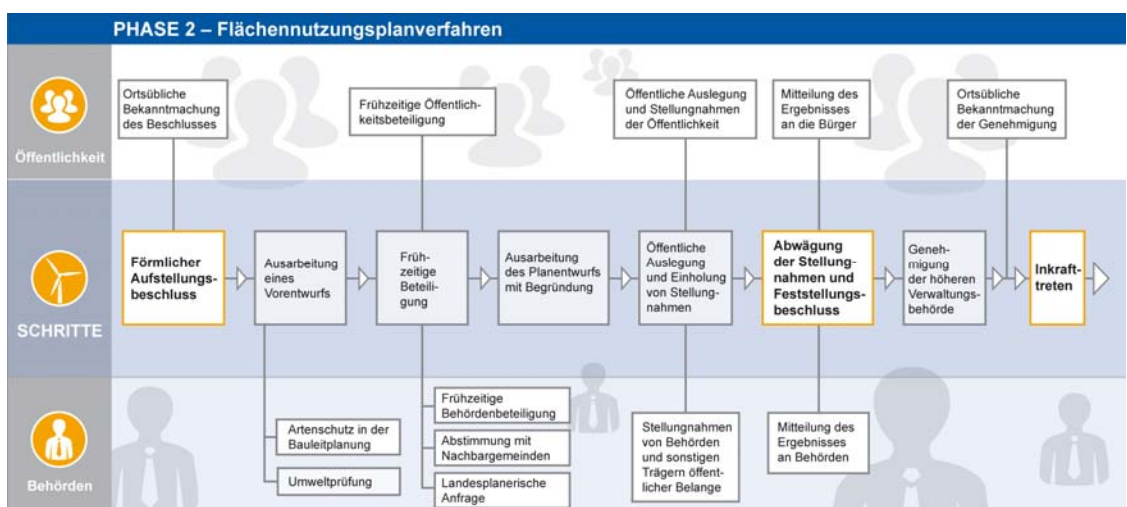 PHASE 2 – Flächennutzungsplanverfahren
Öffentlichkeit
Ortsübliche
Bekanntmachung
des Beschlusses
Frühzeitige Öffentlich-
keitsbeteiligung
Öffentliche Auslegung
und Stellungnahmen
der Öffentlichkeit
Mitteilung des
Ergebnisses
an die Bürger
Ortsübliche
Bekanntmachung
der Genehmigung
SCHRITTE
Förmlicher
Aufstellungs-
beschluss
Ausarbeitung
eines
Vorentwurfs
Früh-
zeitige
Beteili-
gung
Ausarbeitung
des Planentwurfs
mit Begründung
Öffentliche
Auslegung
und Einholung
von Stellung-
nahmen
Abwägung
der Stellung-
nahmen und
Feststellungs-
beschluss
Geneh-
migung
der höheren
Verwaltungs-
behörde
Inkraft-
treten
Behörden
Artenschutz in der
Bauleitplanung
Umweltprüfung
Frühzeitige
Behördenbeteiligung
Abstimmung mit
Nachbargemeinden
Landesplanerische
Anfrage
Stellungnahmen
von Behörden
und sonstigen
Trägern öffent-
licher Belange
Mitteilung des
Ergebnisses
an Behörden